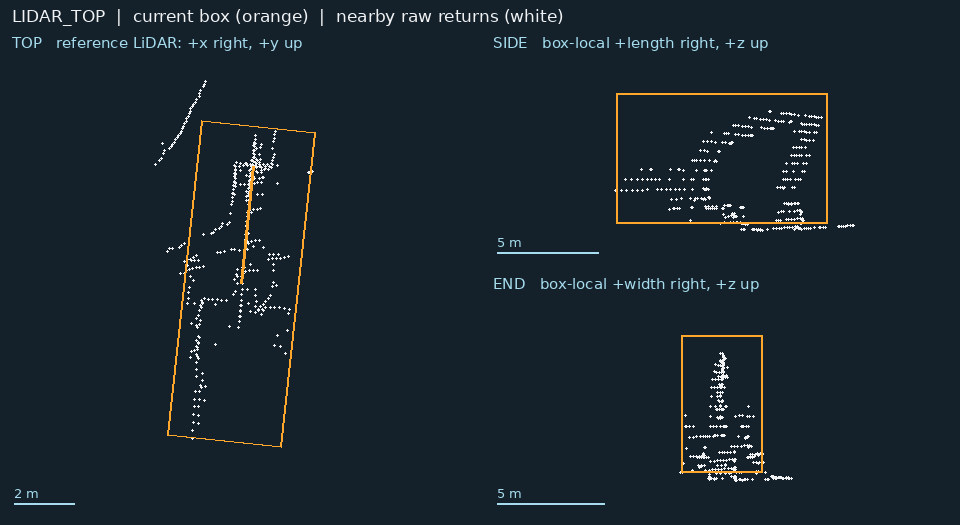 LIDAR_TOP | current box (orange) | nearby raw returns (white)
TOP reference LiDAR: +x right, +y up
SIDE box-local +length right, +z up
5 m
END box-local +width right, +z up
2 m
5 m